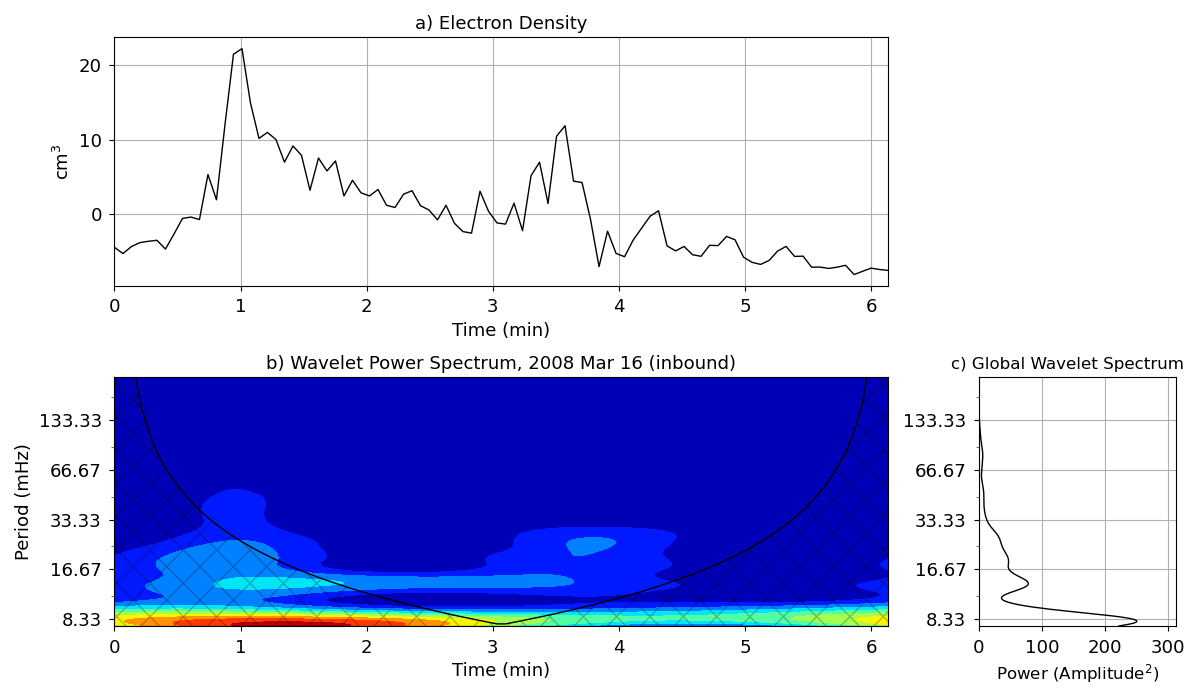 a) Electron Density
20
10
0
cm³
0 1 2 3 4 5 6
Time (min)
b) Wavelet Power Spectrum, 2008 Mar 16 (inbound)
133.33
66.67
33.33
16.67
8.33
Period (mHz)
0 1 2 3 4 5 6
Time (min)
c) Global Wavelet Spectrum
133.33
66.67
33.33
16.67
8.33
0 100 200 300
Power (Amplitude²)